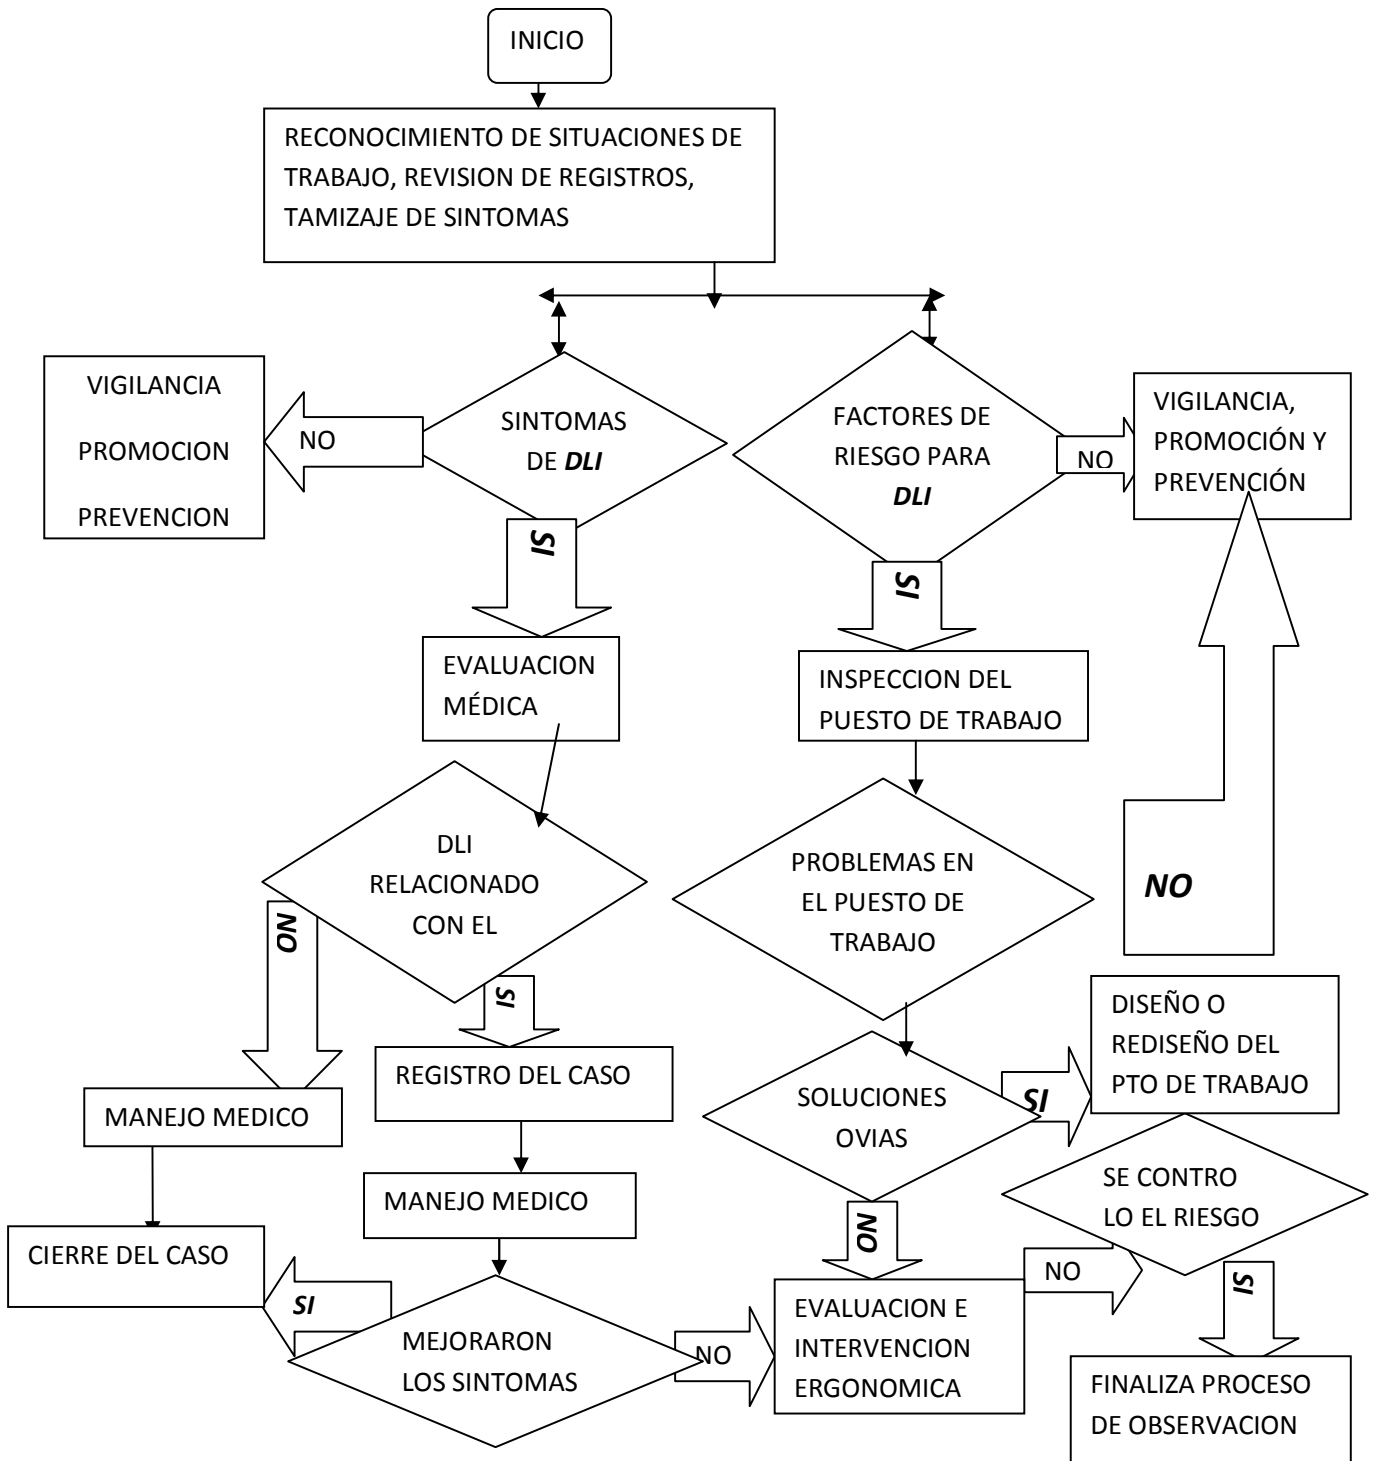 INICIO
RECONOCIMIENTO DE SITUACIONES DE
TRABAJO, REVISION DE REGISTROS,
TAMIZAJE DE SINTOMAS
VIGILANCIA
PROMOCION
PREVENCION
NO
SINTOMAS
DE DLI
FACTORES DE
RIESGO PARA
DLI
NO
VIGILANCIA,
PROMOCIÓN Y
PREVENCIÓN
SI
SI
EVALUACION
MÉDICA
INSPECCION DEL
PUESTO DE TRABAJO
DLI
RELACIONADO
CON EL
PROBLEMAS EN
EL PUESTO DE
TRABAJO
NO
NO
SI
DISEÑO O
REDISEÑO DEL
PTO DE TRABAJO
REGISTRO DEL CASO
MANEJO MEDICO
SOLUCIONES
OVIAS
SI
MANEJO MEDICO
SE CONTRO
LO EL RIESGO
NO
CIERRE DEL CASO
SI
MEJORARON
LOS SINTOMAS
NO
EVALUACION E
INTERVENCION
ERGONOMICA
NO
SI
FINALIZA PROCESO
DE OBSERVACION